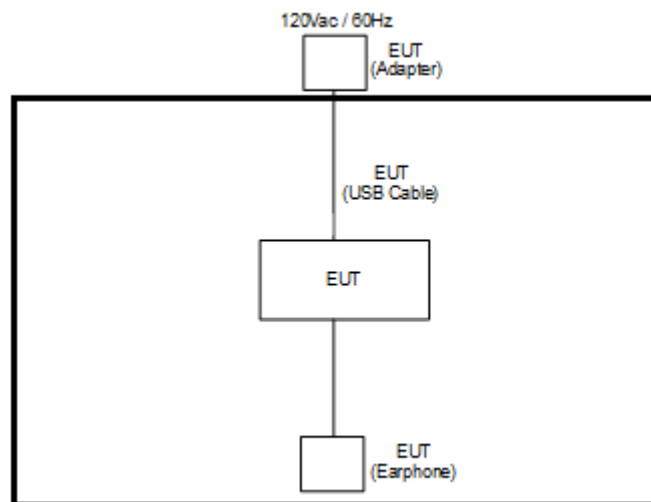 120Vac / 60Hz
EUT
(Adapter)
EUT
(USB Cable)
EUT
EUT
(Earphone)